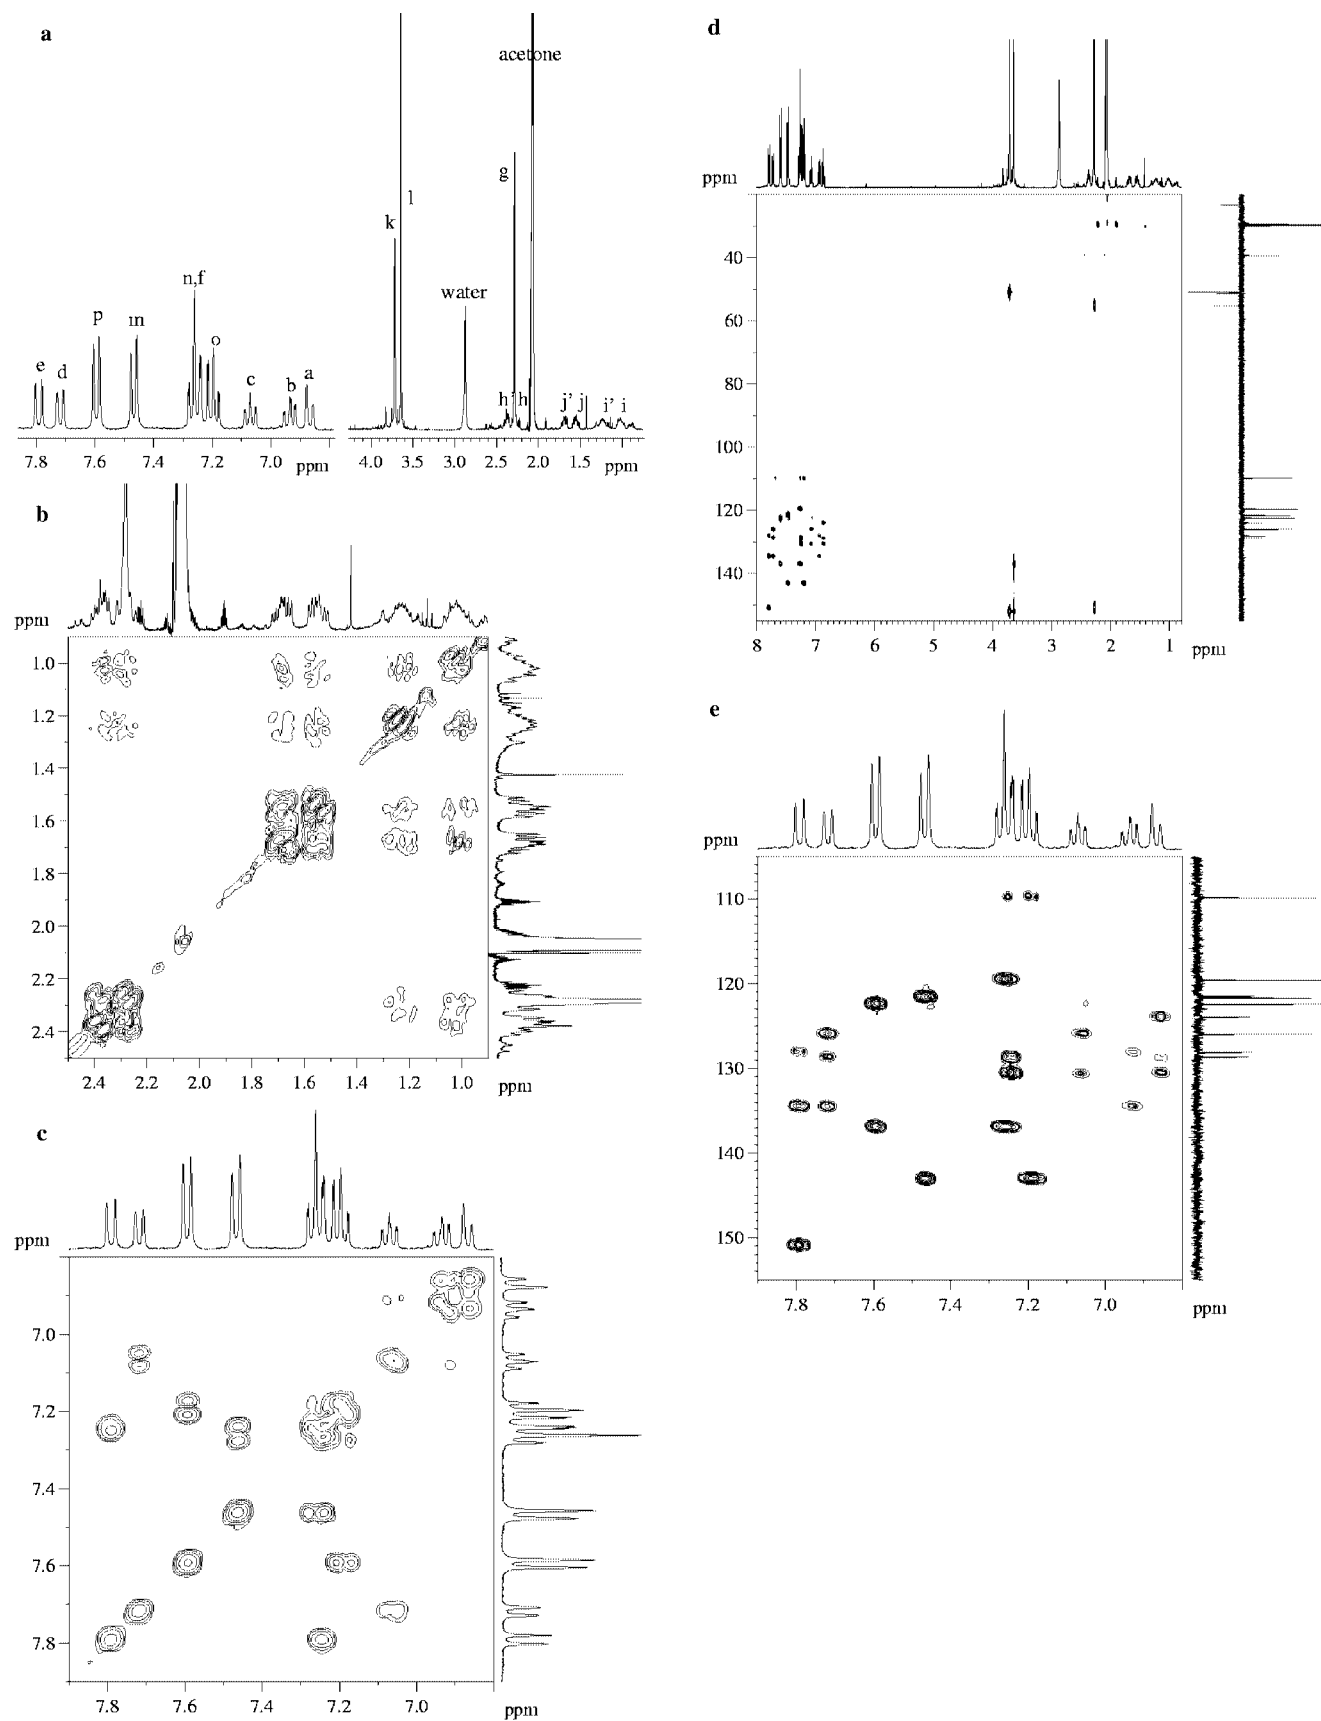 a
acetone
g
l
k
n,f
water
p
m
o
e
d
c
b
a
h' h
j' j
i' i
7.8 7.6 7.4 7.2 7.0 ppm
4.0 3.5 3.0 2.5 2.0 1.5 ppm
b
ppm
1.0
1.2
1.4
1.6
1.8
2.0
2.2
2.4
2.4 2.2 2.0 1.8 1.6 1.4 1.2 1.0 ppm
c
ppm
7.0
7.2
7.4
7.6
7.8
7.8 7.6 7.4 7.2 7.0 ppm
d
ppm
40
60
80
100
120
140
8 7 6 5 4 3 2 1 ppm
e
ppm
110
120
130
140
150
7.8 7.6 7.4 7.2 7.0 ppm